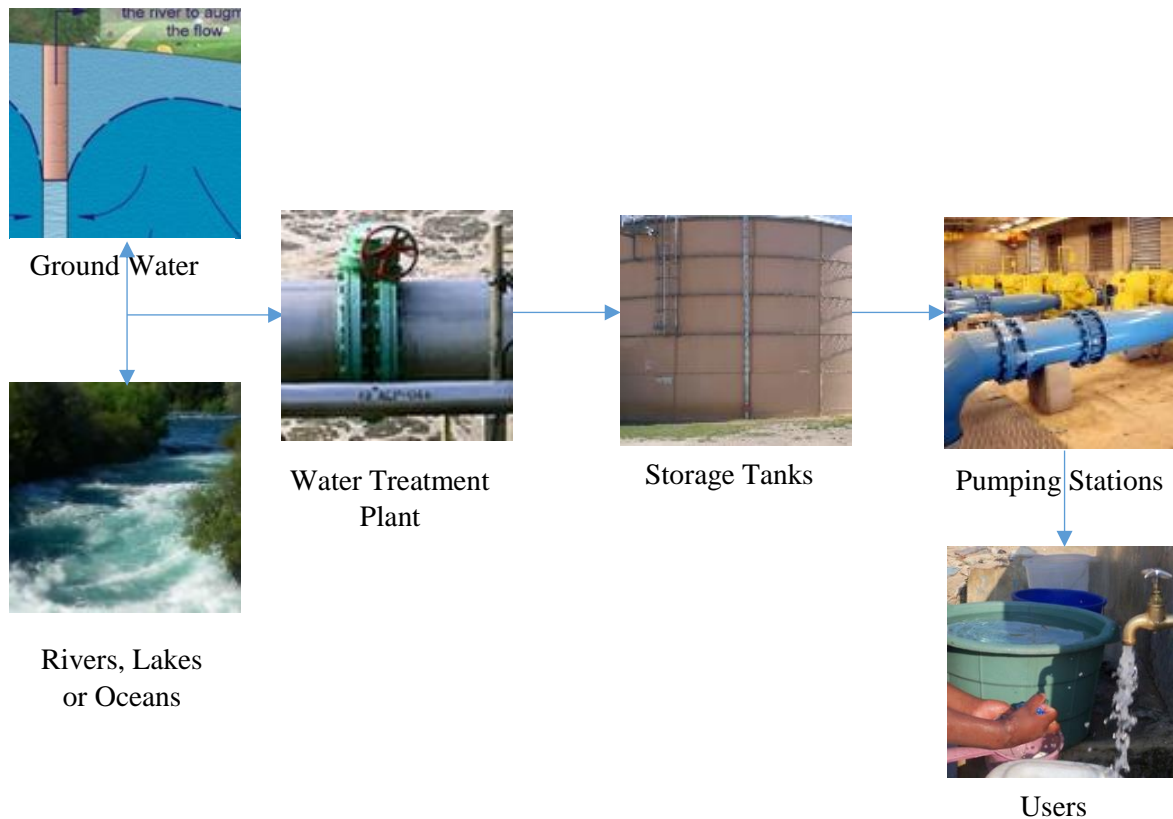 the river to augm
the flow
Ground Water
Water Treatment
Plant
Storage Tanks
Pumping Stations
Rivers, Lakes
or Oceans
Users